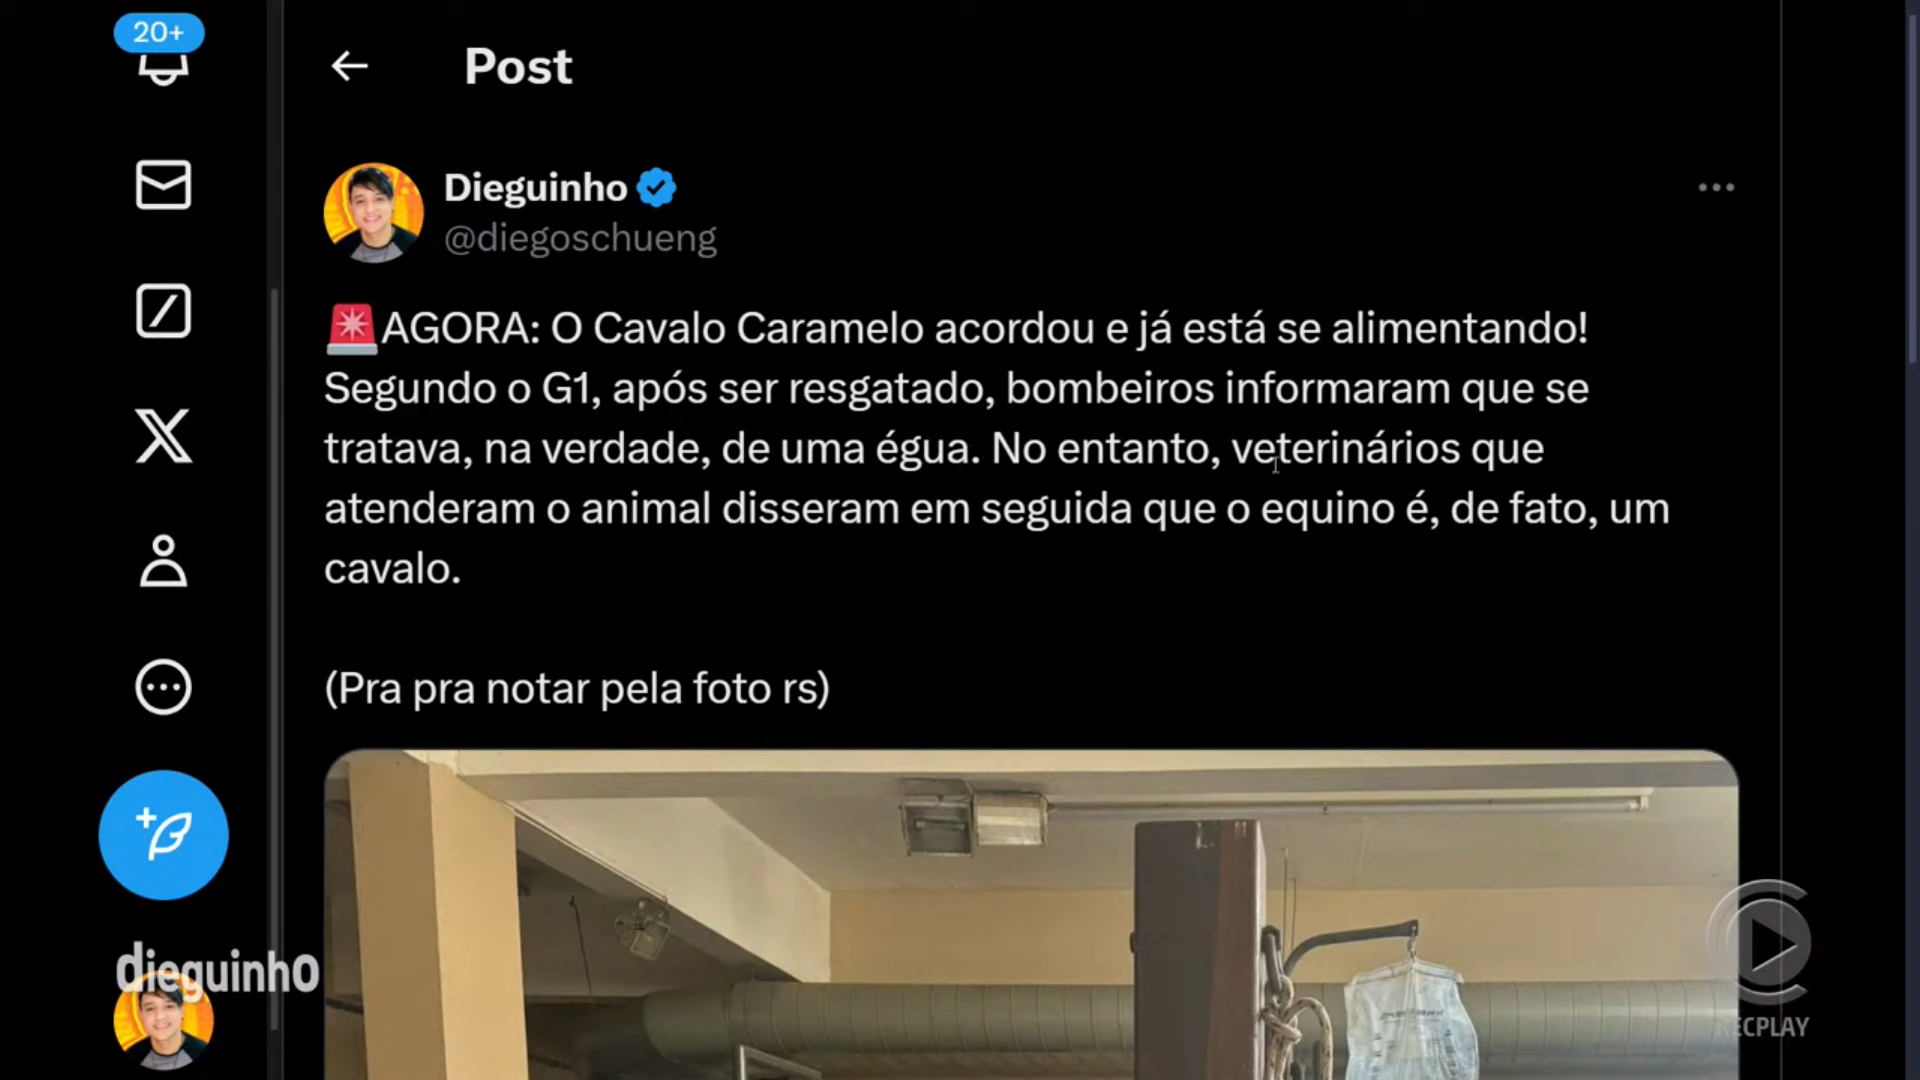 20+
Post
Dieguinho
@diegoschueng
🚨AGORA: O Cavalo Caramelo acordou e já está se alimentando!
Segundo o G1, após ser resgatado, bombeiros informaram que se
tratava, na verdade, de uma égua. No entanto, veterinários que
atenderam o animal disseram em seguida que o equino é, de fato, um
cavalo.
(Pra pra notar pela foto rs)
dieguinho
RECPLAY